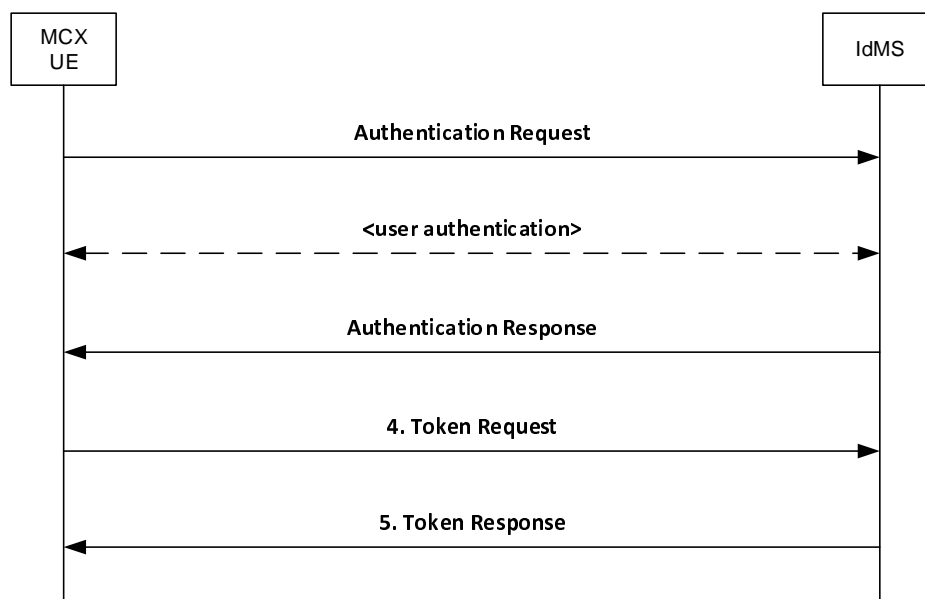 MCX
UE
IdMS
Authentication Request
<user authentication>
Authentication Response
4. Token Request
5. Token Response